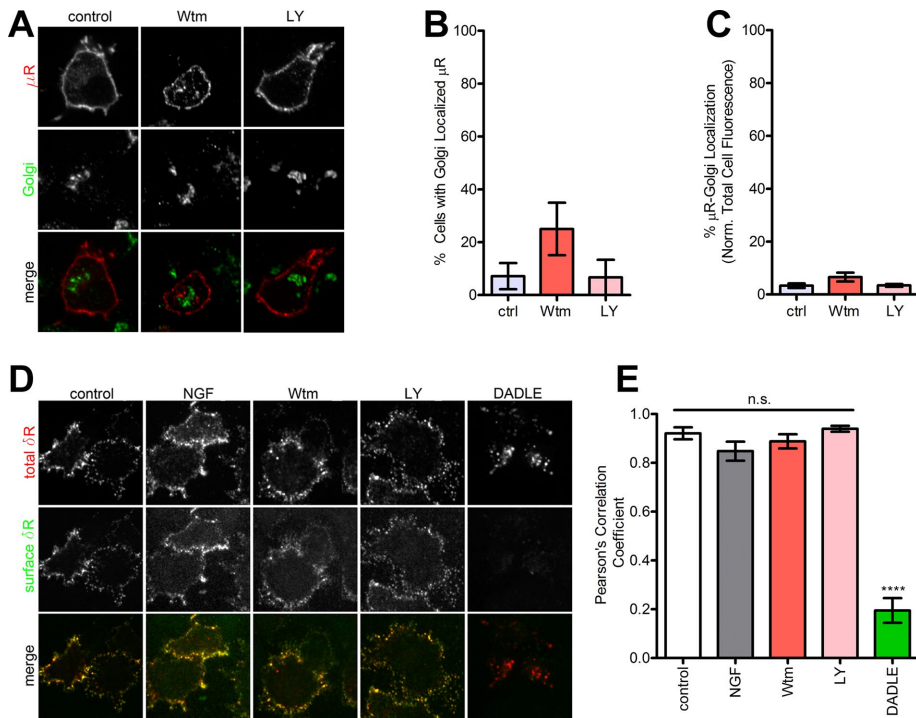 A
control
Wtm
LY
μR
Golgi
merge
B
% Cells with Golgi Localized μR
100
80
60
40
20
0
ctrl
Wtm
LY
C
% μR-Golgi Localization
(Norm. Total Cell Fluorescence)
100
80
60
40
20
0
ctrl
Wtm
LY
D
control
NGF
Wtm
LY
DADLE
total δR
surface δR
merge
E
n.s.
Pearson's Correlation
Coefficient
1.0
0.8
0.6
0.4
0.2
0.0
****
control
NGF
Wtm
LY
DADLE